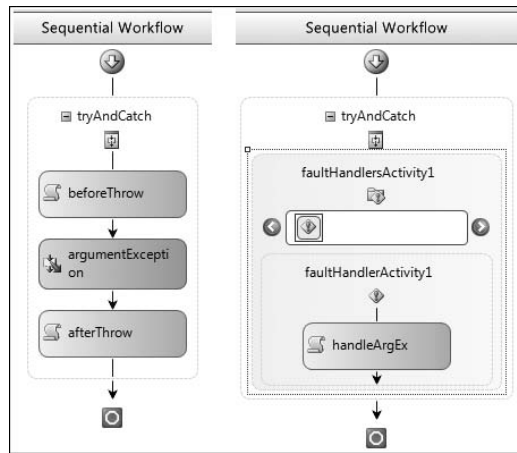 Sequential Workflow
tryAndCatch
beforeThrow
argumentExcepti
on
afterThrow
Sequential Workflow
tryAndCatch
faultHandlersActivity1
faultHandlerActivity1
handleArgEx